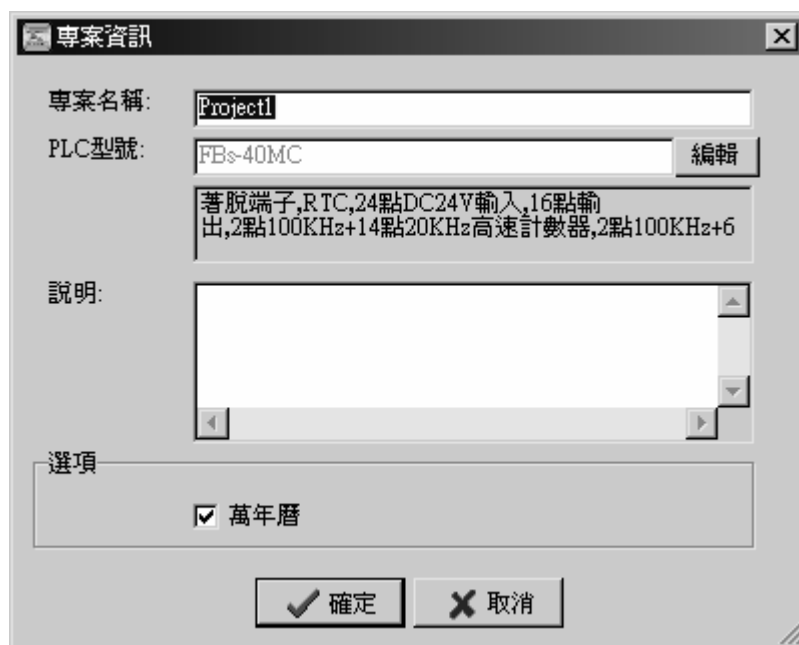 專案資訊
專案名稱:
Project1
PLC型號:
FBs-40MC
編輯
著脫端子,RTC,24點DC24V輸入,16點輸
出,2點100KHz+14點20KHz高速計數器,2點100KHz+6
說明:
選項
萬年曆
確定
取消